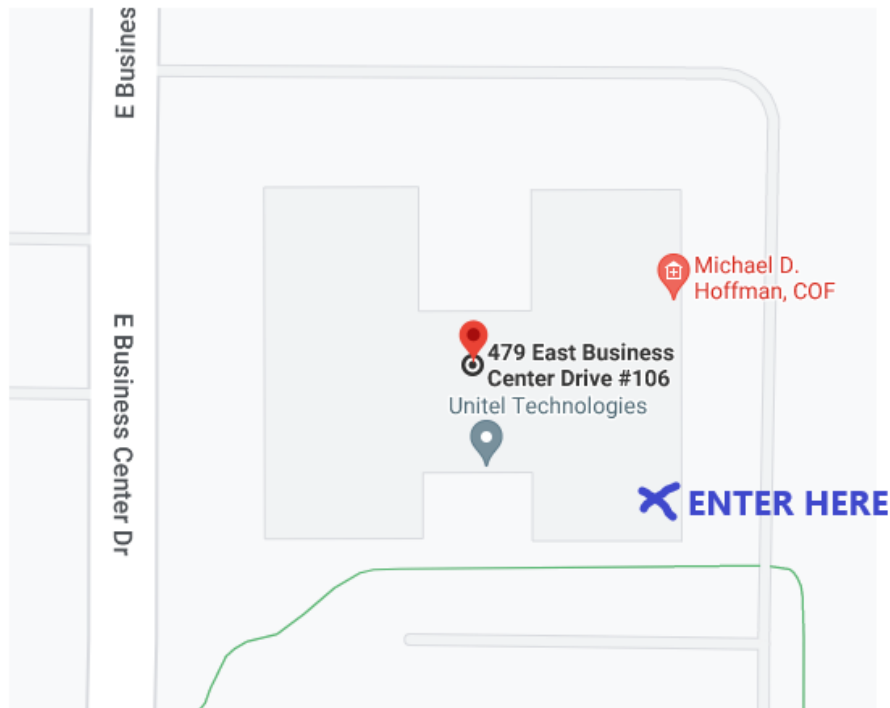 E Business
E Business Center Dr
Michael D.
Hoffman, COF
479 East Business
Center Drive #106
Unitel Technologies
ENTER HERE